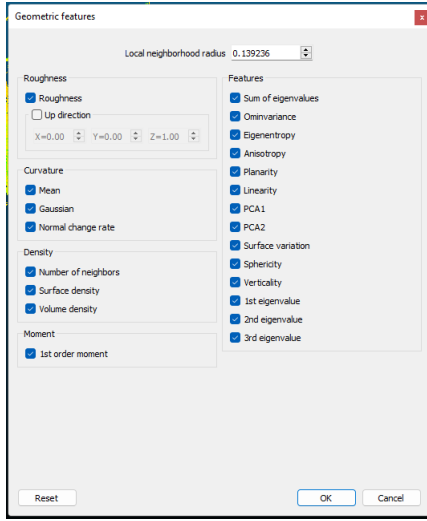 Geometric features
x
Local neighborhood radius 0.139236
Roughness
Roughness
Up direction
X=0.00 Y=0.00 Z=1.00
Curvature
Mean
Gaussian
Normal change rate
Density
Number of neighbors
Surface density
Volume density
Moment
1st order moment
Features
Sum of eigenvalues
Ominvariance
Eigenentropy
Anisotropy
Planarity
Linearity
PCA1
PCA2
Surface variation
Sphericity
Verticality
1st eigenvalue
2nd eigenvalue
3rd eigenvalue
Reset OK Cancel